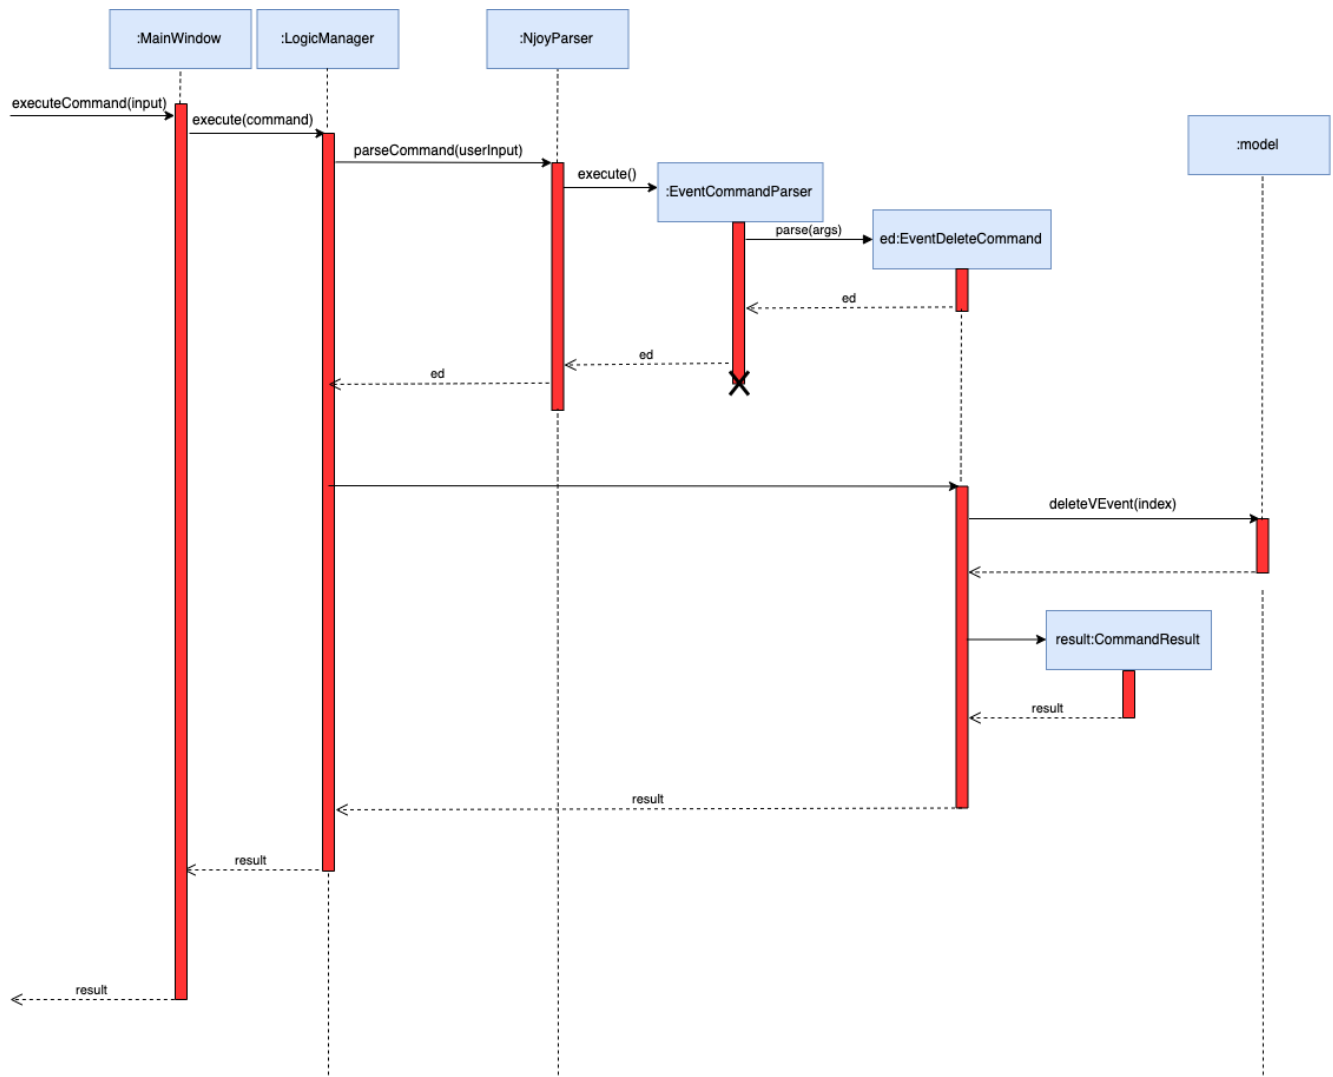 :MainWindow
:LogicManager
:NjoyParser
executeCommand(input)
execute(command)
:model
parseCommand(userInput)
execute()
:EventCommandParser
parse(args)
ed:EventDeleteCommand
ed
ed
ed
deleteVEvent(index)
result:CommandResult
result
result
result
result